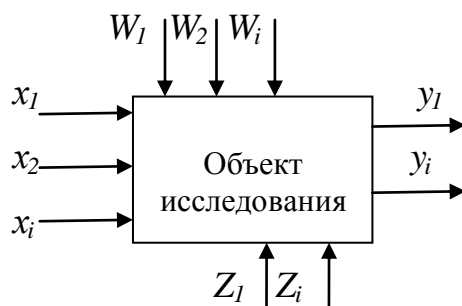 W1 W2 Wi
x1
y1
x2
Объект
исследования
yi
xi
Z1 Zi